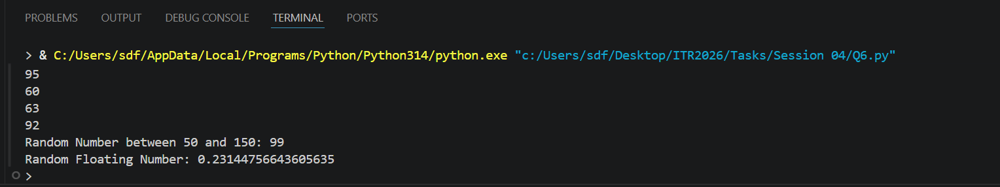 PROBLEMS OUTPUT DEBUG CONSOLE TERMINAL PORTS
> & C:/Users/sdf/AppData/Local/Programs/Python/Python314/python.exe "c:/Users/sdf/Desktop/ITR2026/Tasks/Session 04/Q6.py"
95
60
63
92
Random Number between 50 and 150: 99
Random Floating Number: 0.23144756643605635
>